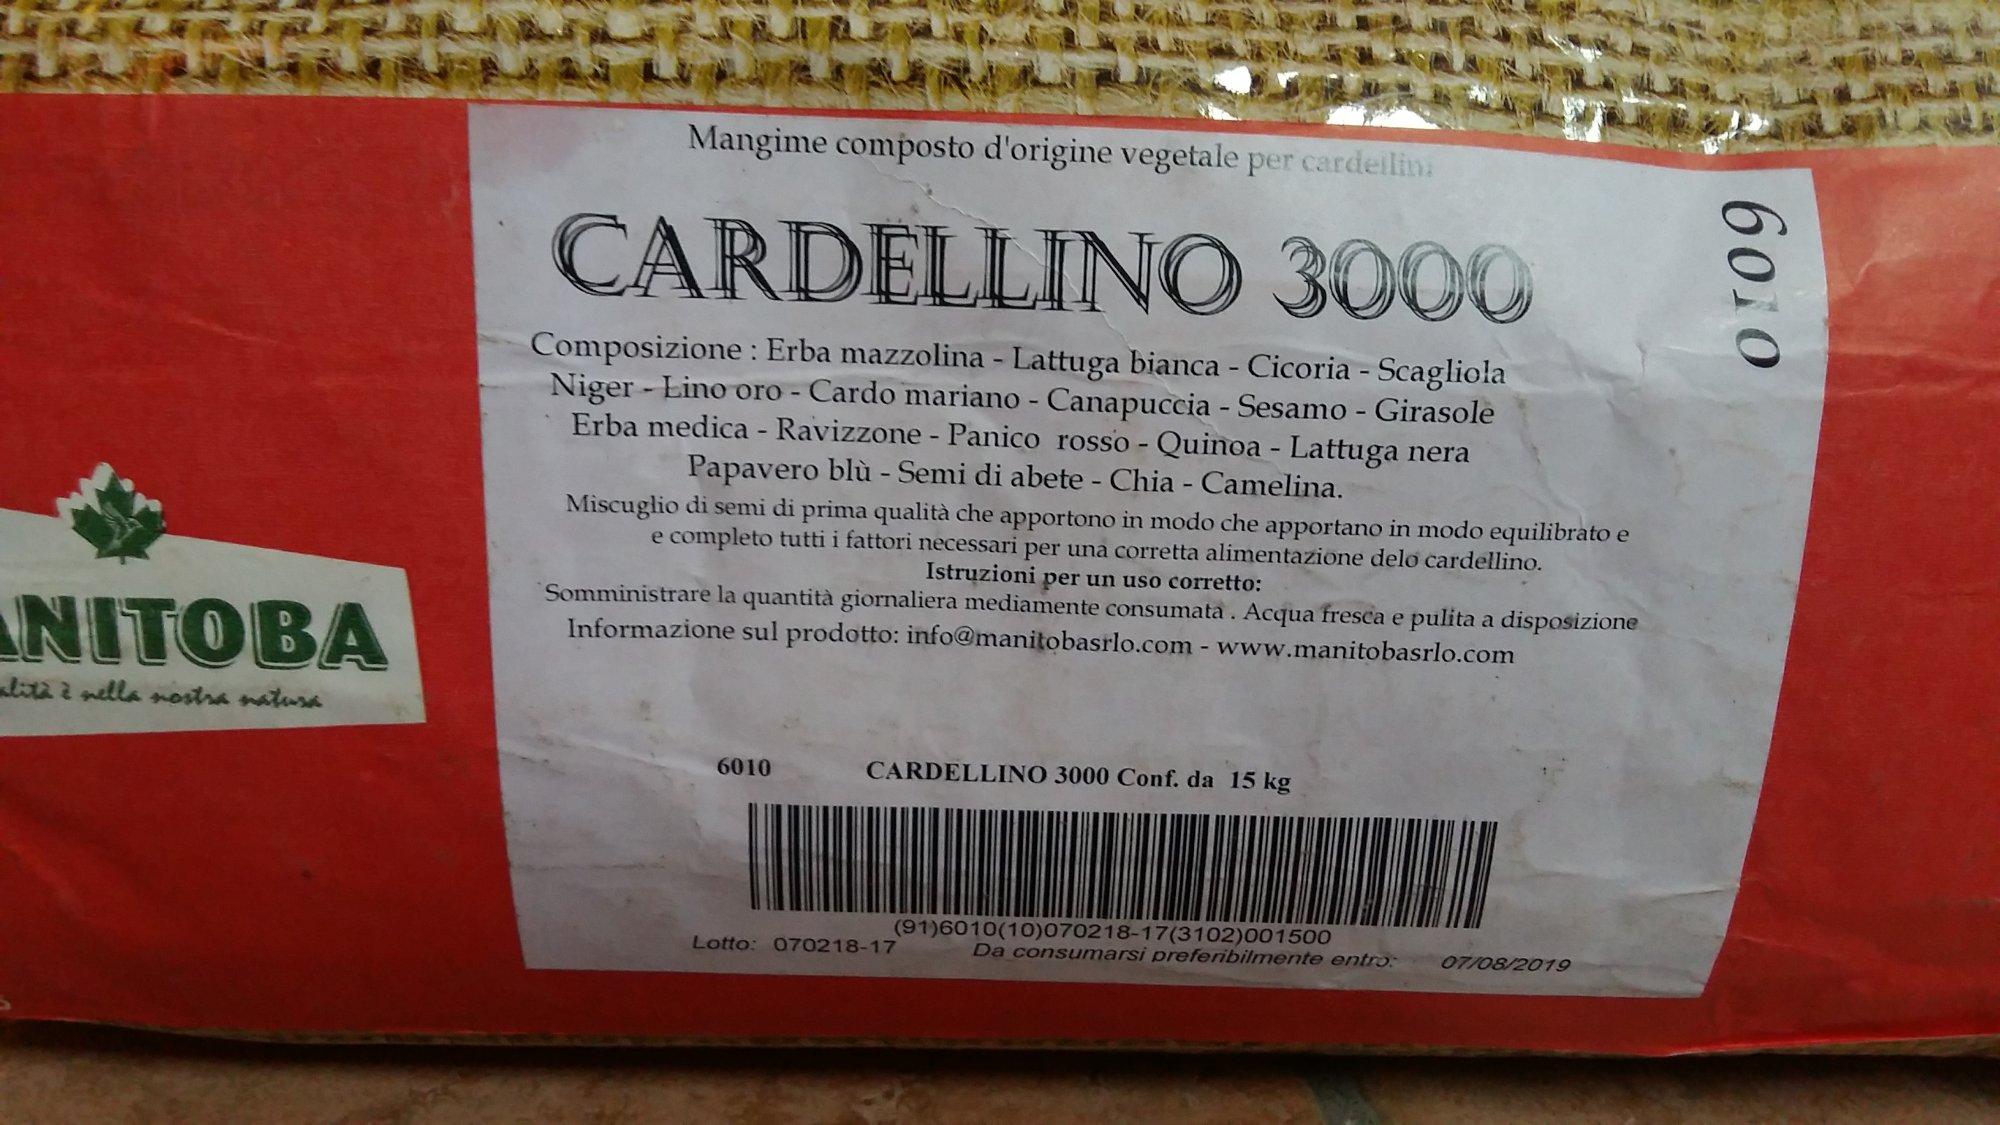 Mangime composto d'origine vegetale per cardellini
CARDELLINO 3000
6010
Composizione : Erba mazzolina - Lattuga bianca - Cicoria - Scagliola
Niger - Lino oro - Cardo mariano - Canapuccia - Sesamo - Girasole
Erba medica - Ravizzone - Panico rosso - Quinoa - Lattuga nera
Papavero blù - Semi di abete - Chia - Camelina.
Miscuglio di semi di prima qualità che apportono in modo che apportano in modo equilibrato e
e completo tutti i fattori necessari per una corretta alimentazione delo cardellino.
Istruzioni per un uso corretto:
Somministrare la quantità giornaliera mediamente consumata . Acqua fresca e pulita a disposizione
Informazione sul prodotto: info@manitobasrlo.com - www.manitobasrlo.com
ANITOBA
alità è nella nostra natura
6010 CARDELLINO 3000 Conf. da 15 kg
(91)6010(10)070218-17(3102)001500
Lotto: 070218-17 Da consumarsi preferibilmente entro: 07/08/2019